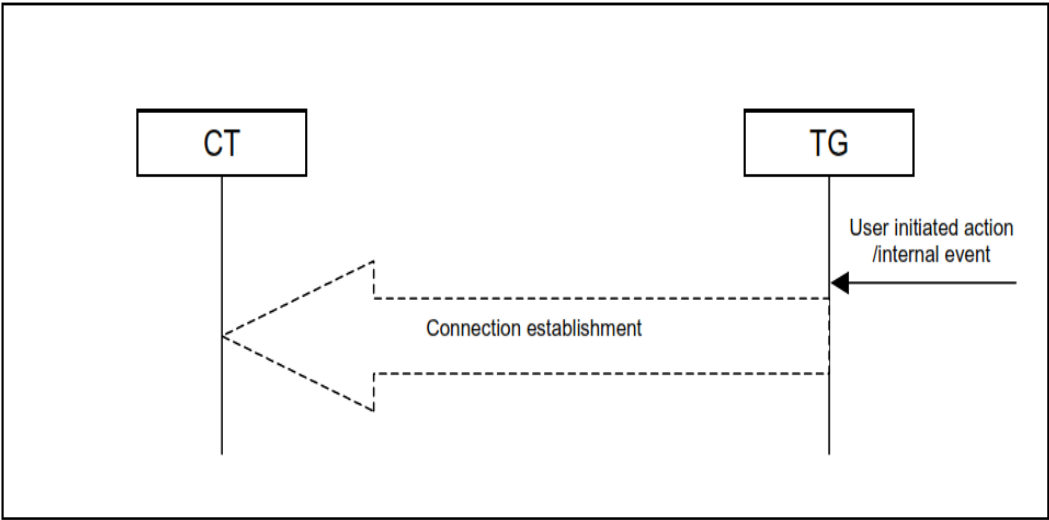 CT
TG
User initiated action
/internal event
Connection establishment